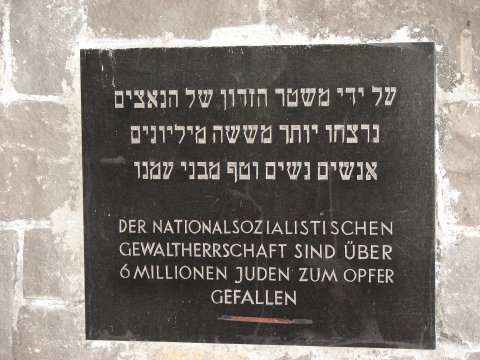 על ידי משטר הזדון של הנאצים
נרצחו יותר מששה מיליונים
אנשים נשים וטף מבני עמנו
DER NATIONALSOZIALISTISCHEN
GEWALTHERRSCHAFT SIND ÜBER
6 MILLIONEN JUDEN ZUM OPFER
GEFALLEN